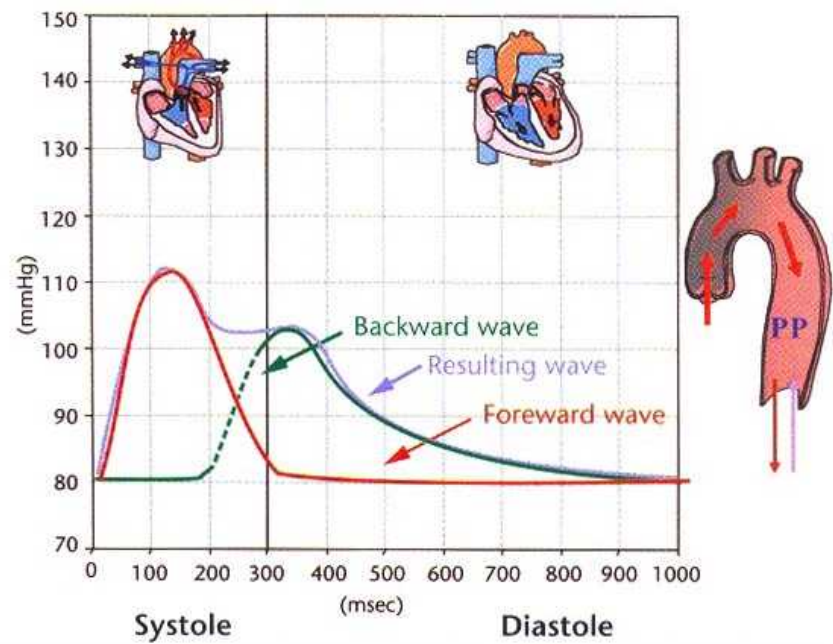 150
140
130
120
110
100
90
80
70
(mmHg)
Backward wave
Resulting wave
Foreward wave
PP
0 100 200 300 400 500 600 700 800 900 1000
(msec)
Systole
Diastole